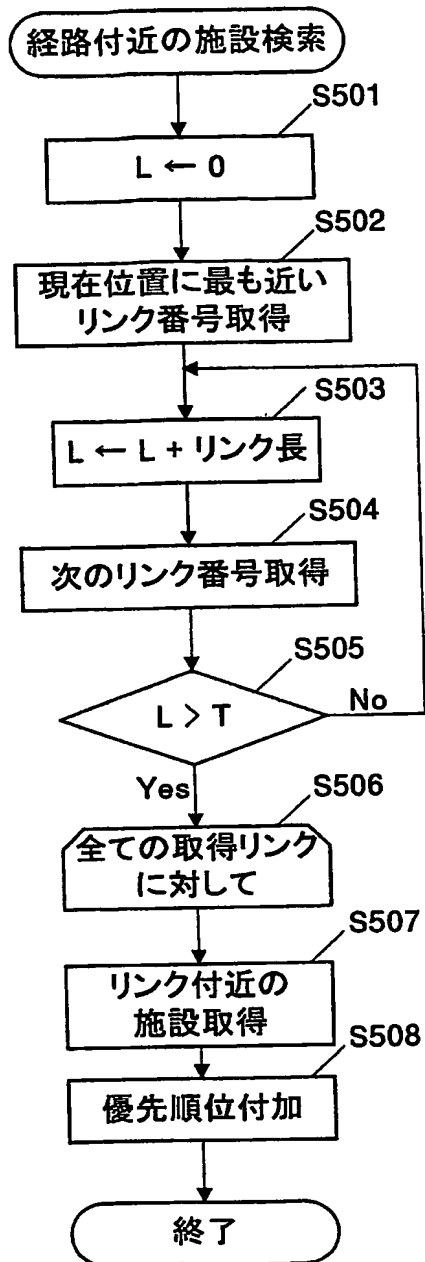 経路付近の施設検索
S501
L ← 0
S502
現在位置に最も近い
リンク番号取得
S503
L ← L + リンク長
S504
次のリンク番号取得
S505
L > T
No
Yes
S506
全ての取得リンク
に対して
S507
リンク付近の
施設取得
S508
優先順位付加
終了